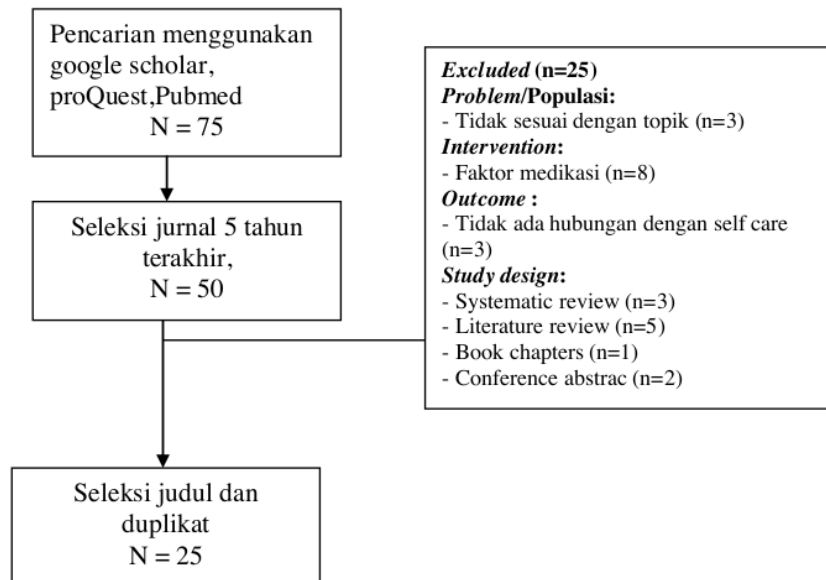 Pencarian menggunakan
google scholar,
proQuest,Pubmed
N = 75
Seleksi jurnal 5 tahun
terakhir,
N = 50
Excluded (n=25)
Problem/Populasi:
- Tidak sesuai dengan topik (n=3)
Intervention:
- Faktor medikasi (n=8)
Outcome :
- Tidak ada hubungan dengan self care
(n=3)
Study design:
- Systematic review (n=3)
- Literature review (n=5)
- Book chapters (n=1)
- Conference abstrac (n=2)
Seleksi judul dan
duplikat
N = 25